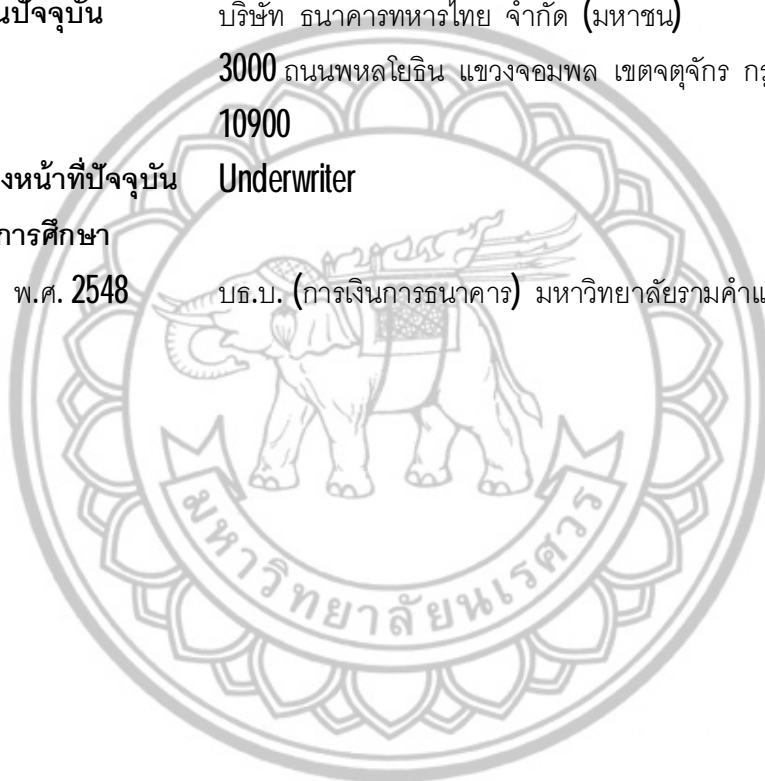 นปัจจุบัน บริษัท ธนาคารทหารไทย จำกัด (มหาชน)
3000 ถนนพหลโยธิน แขวงจอมพล เขตจตุจักร
10900
งหน้าที่ปัจจุบัน Underwriter
การศึกษา
พ.ศ. 2548 บธ.บ. (การเงินการธนาคาร) มหาวิทยาลัยรามคำแ
มหาวิทยาลัยนเรศวร